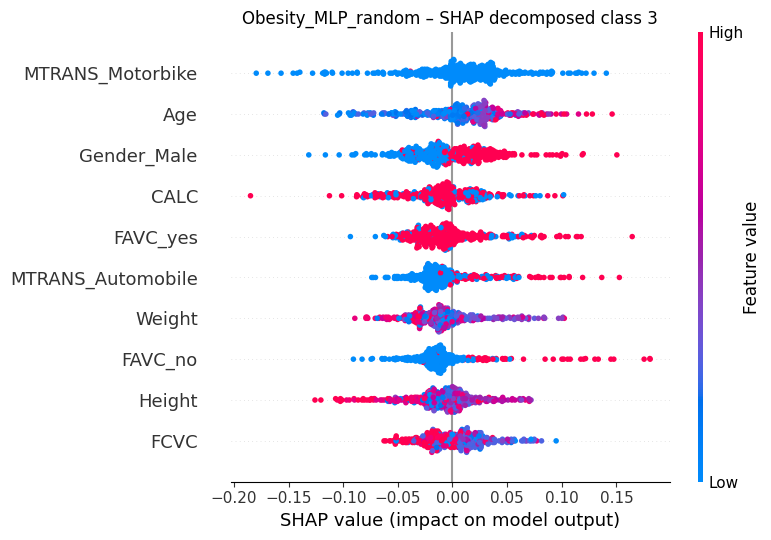 Obesity_MLP_random – SHAP decomposed class 3
High
MTRANS_Motorbike
Age
Gender_Male
CALC
FAVC_yes
MTRANS_Automobile
Weight
FAVC_no
Height
FCVC
Feature value
Low
−0.20 −0.15 −0.10 −0.05 0.00 0.05 0.10 0.15
SHAP value (impact on model output)